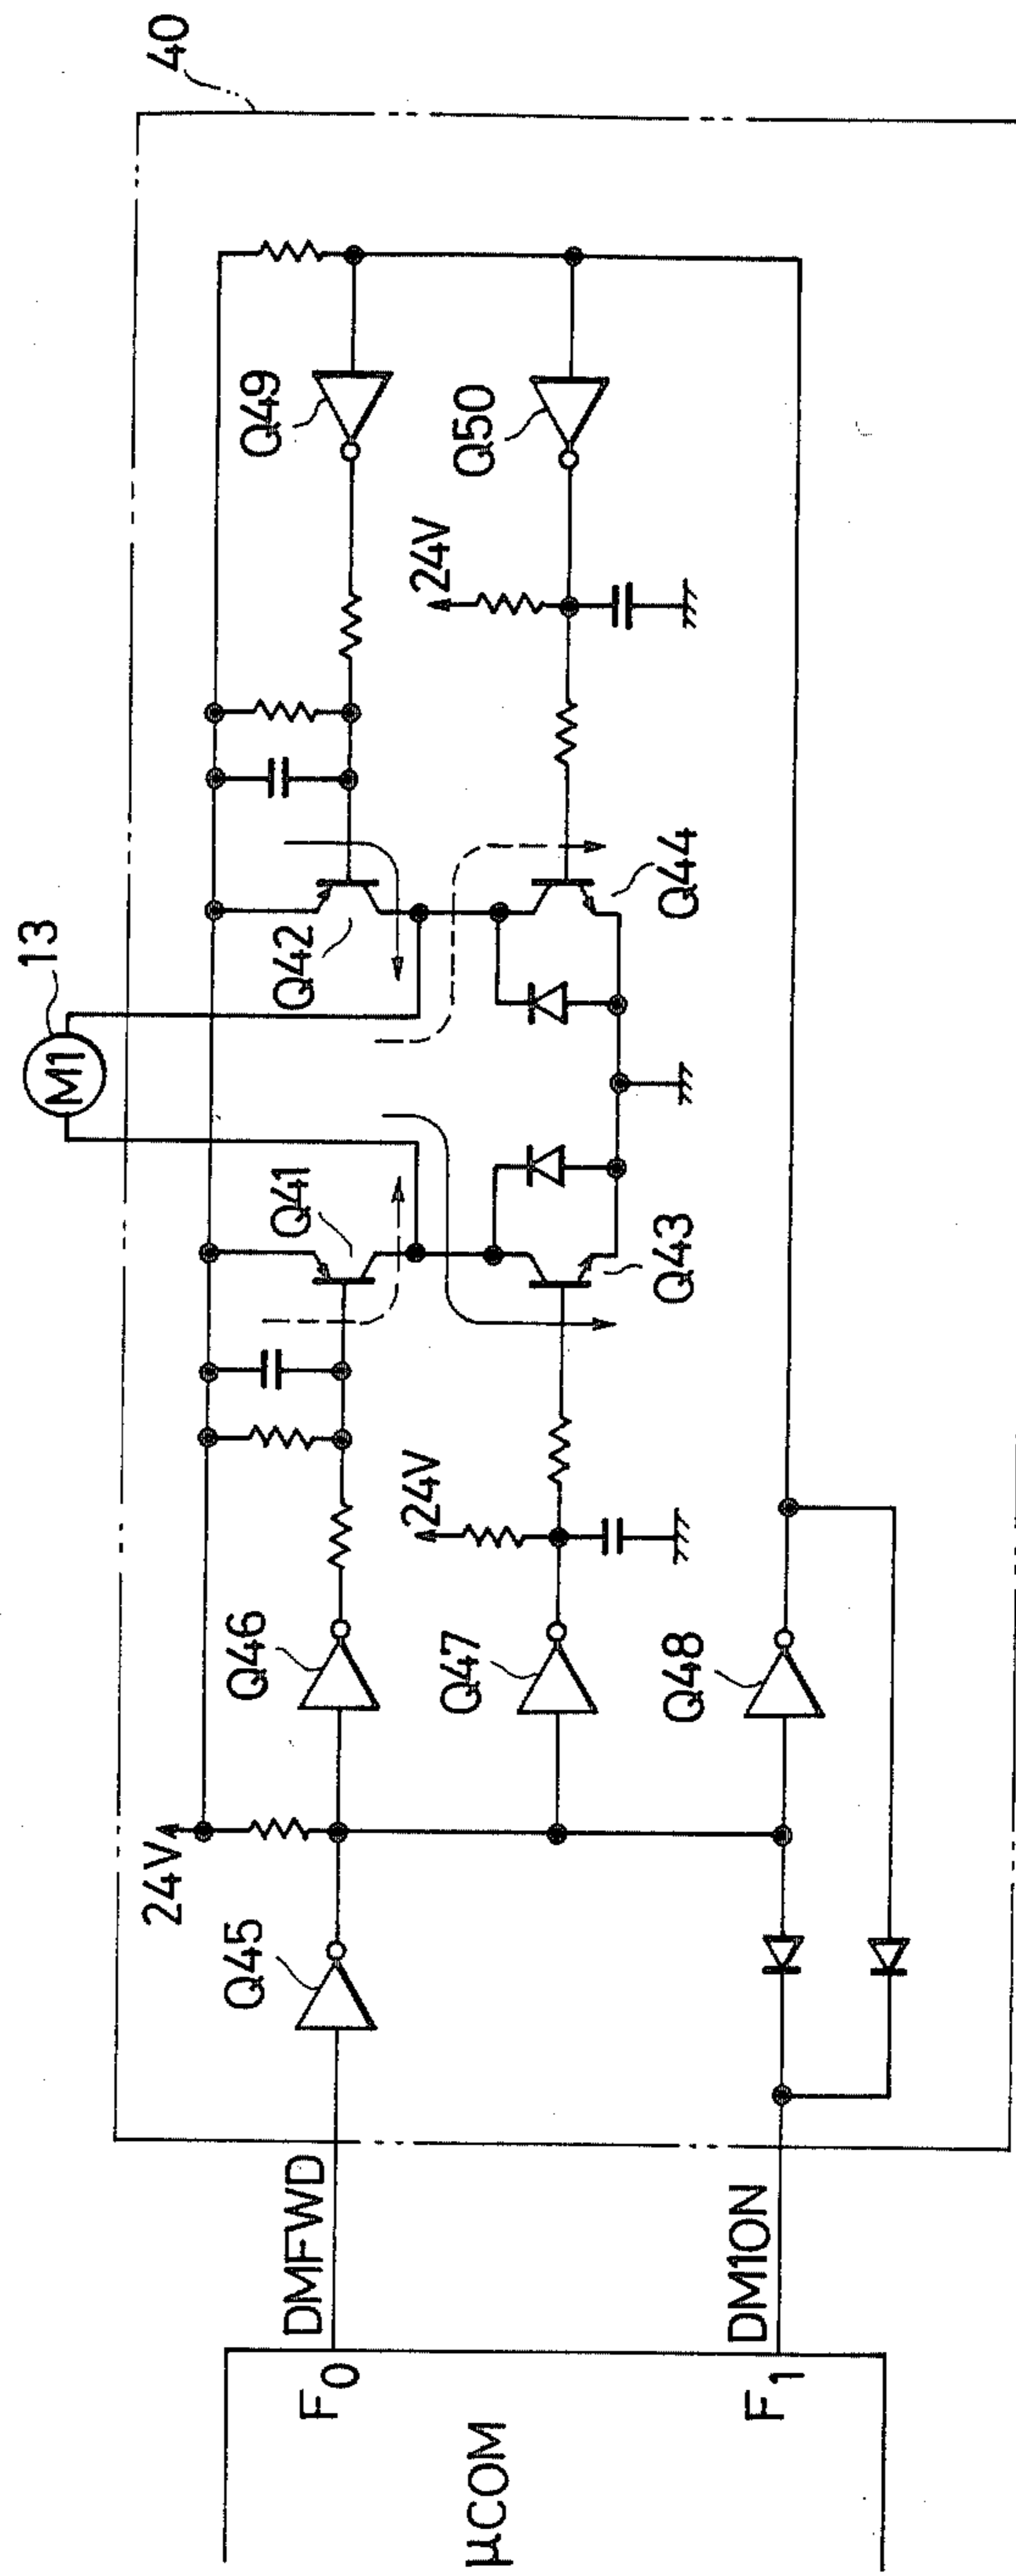 μCOM
F0
F1
DMFWD
DM1ON
24V
Q45
Q46
Q47
Q48
24V
Q41
Q43
M1
13
Q42
Q44
24V
Q49
Q50
40